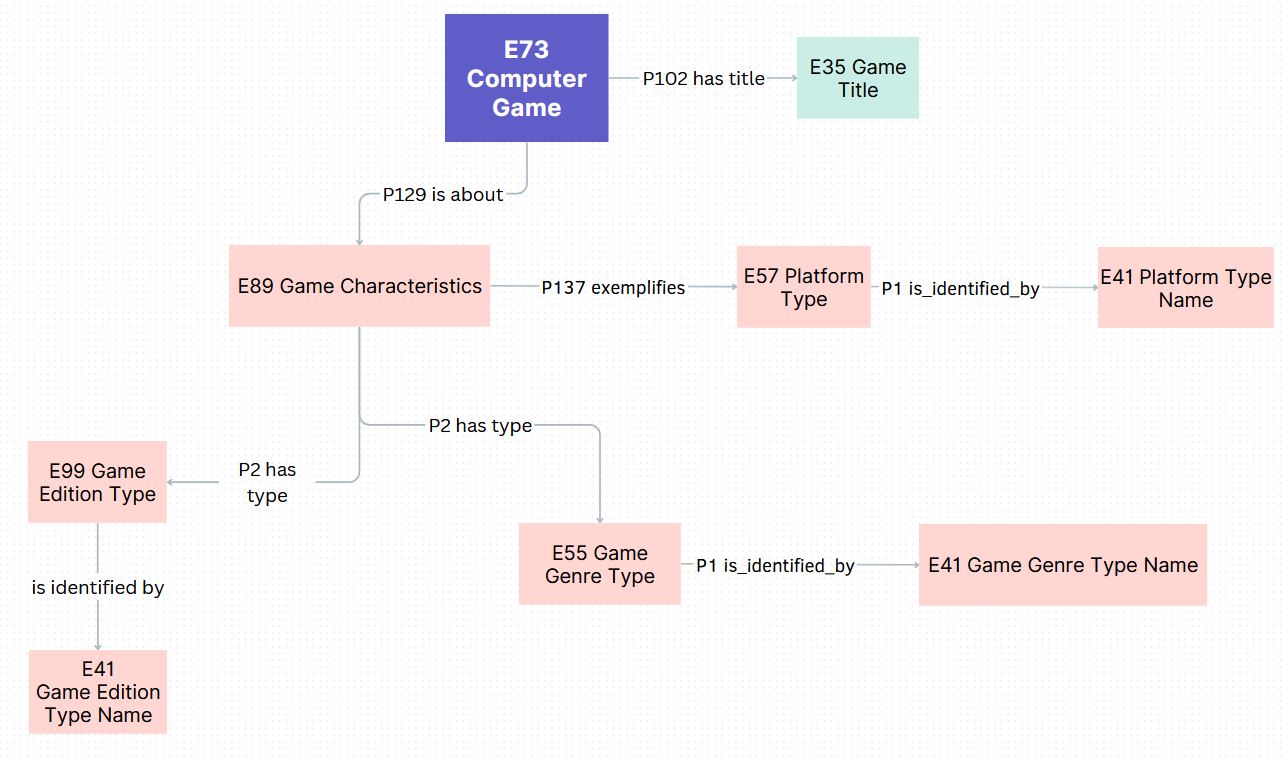 E73
Computer
Game
P102 has title
E35 Game
Title
P129 is about
E89 Game Characteristics
P137 exemplifies
E57 Platform
Type
P1 is_identified_by
E41 Platform Type
Name
P2 has type
E99 Game
Edition Type
P2 has
type
E55 Game
Genre Type
P1 is_identified_by
E41 Game Genre Type Name
is identified by
E41
Game Edition
Type Name